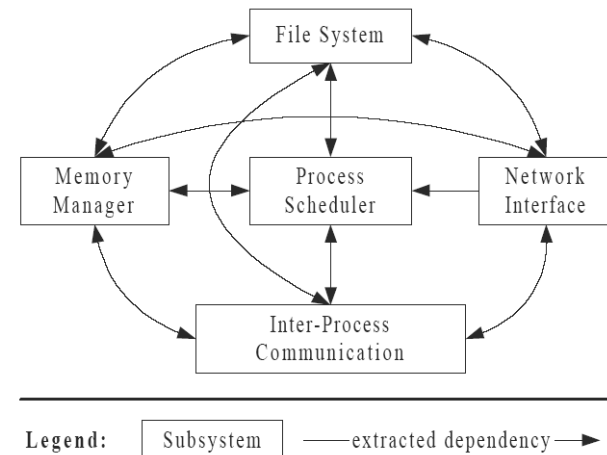 File System
Memory
Manager
Process
Scheduler
Network
Interface
Inter-Process
Communication
Legend: Subsystem extracted dependency